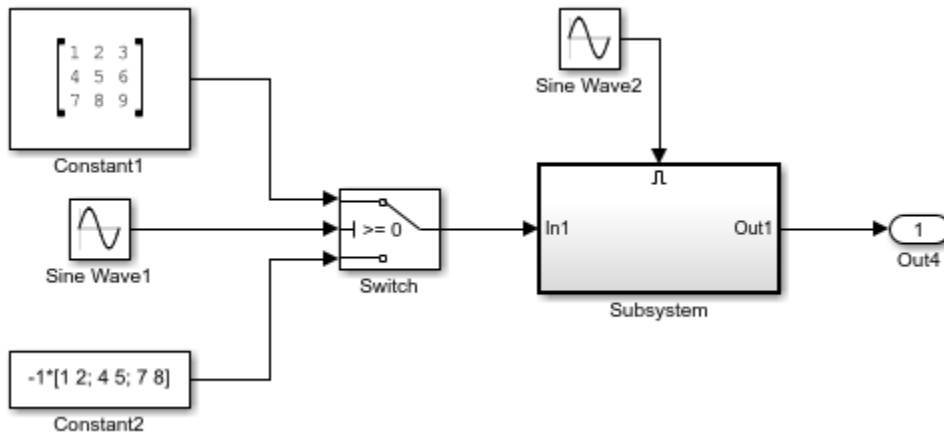 1 2 3
4 5 6
7 8 9
Constant1
Sine Wave2
Sine Wave1
>= 0
Switch
In1
Out1
Subsystem
1
Out4
-1*[1 2; 4 5; 7 8]
Constant2